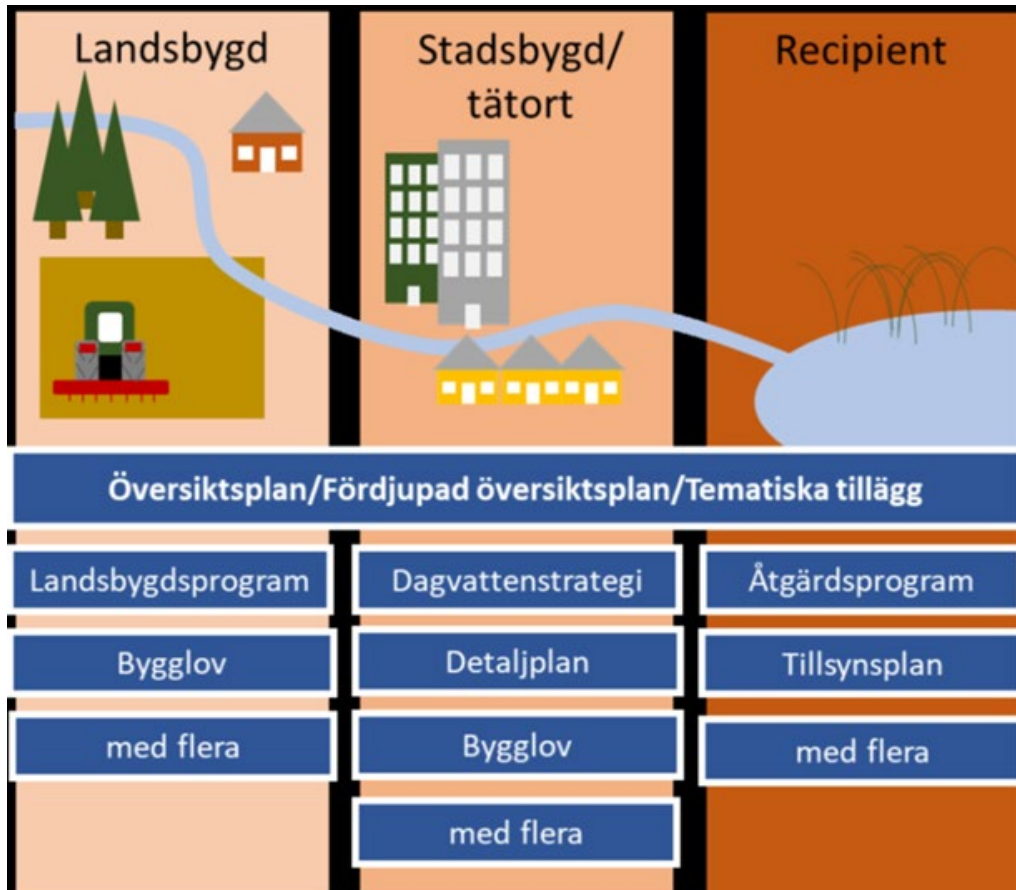 Landsbygd
Stadsbygd/
tätort
Recipient
Översiktsplan/Fördjupad översiktsplan/Tematiska tillägg
Landsbygdsprogram
Bygglov
med flera
Dagvattenstrategi
Detaljplan
Bygglov
med flera
Åtgärdsprogram
Tillsynsplan
med flera